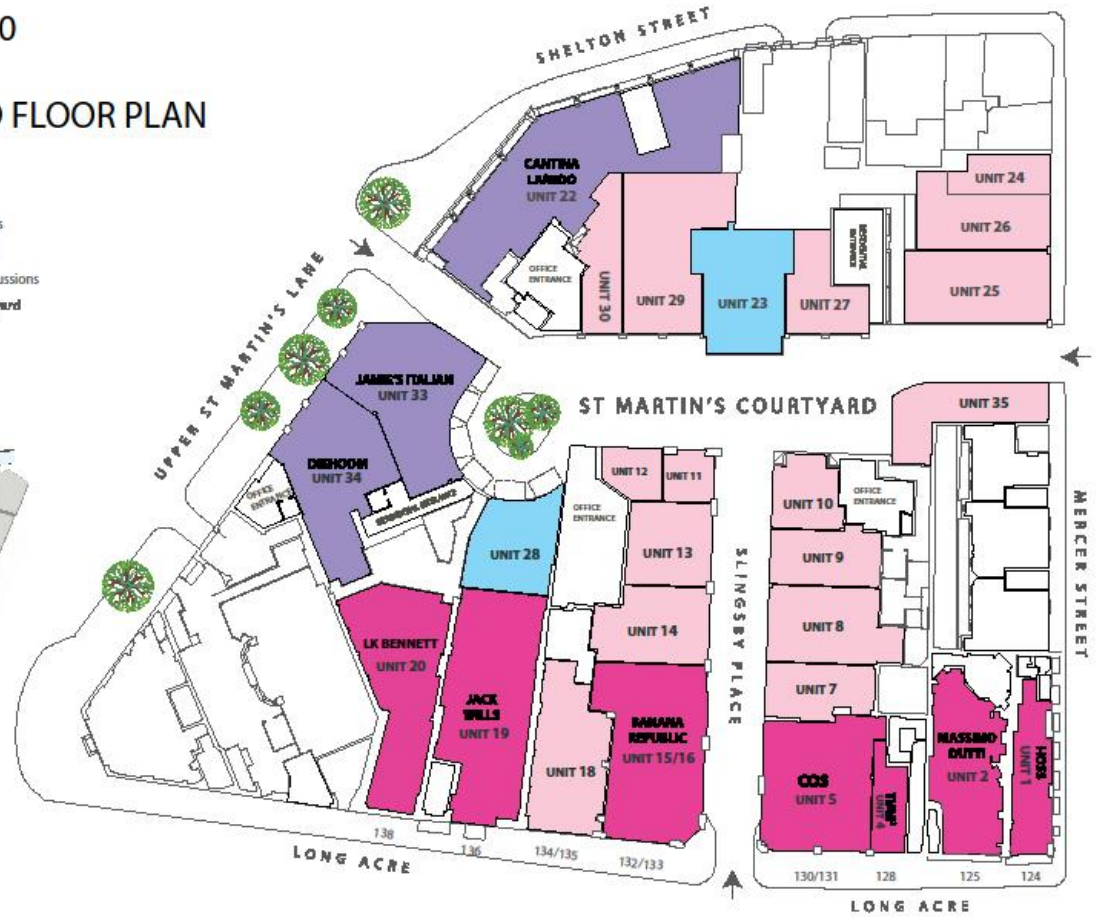 0
FLOOR PLAN
SHELTON STREET
CANTINA
LAREDO
UNIT 22
OFFICE
ENTRANCE
UNIT 30
UNIT 29
UNIT 23
UNIT 27
RESIDENTIAL
ENTRANCE
UNIT 24
UNIT 26
UNIT 25
UPPER ST MARTIN'S LANE
JAMIE'S ITALIAN
UNIT 33
DISHOOM
UNIT 34
OFFICE
ENTRANCE
ENTRANCE
ST MARTIN'S COURTYARD
UNIT 35
UNIT 28
OFFICE
ENTRANCE
UNIT 12
UNIT 11
UNIT 13
UNIT 14
UNIT 10
OFFICE
ENTRANCE
UNIT 9
UNIT 8
UNIT 7
SLINGSBY PLACE
MERCER STREET
LK BENNETT
UNIT 20
JACK
WILLS
UNIT 19
UNIT 18
BANANA
REPUBLIC
UNIT 15/16
COS
UNIT 5
UNIT 4
MASSIMO
DUTTI
UNIT 2
HOSS
UNIT 1
138
136
134/135
132/133
130/131
128
125
124
LONG ACRE
LONG ACRE